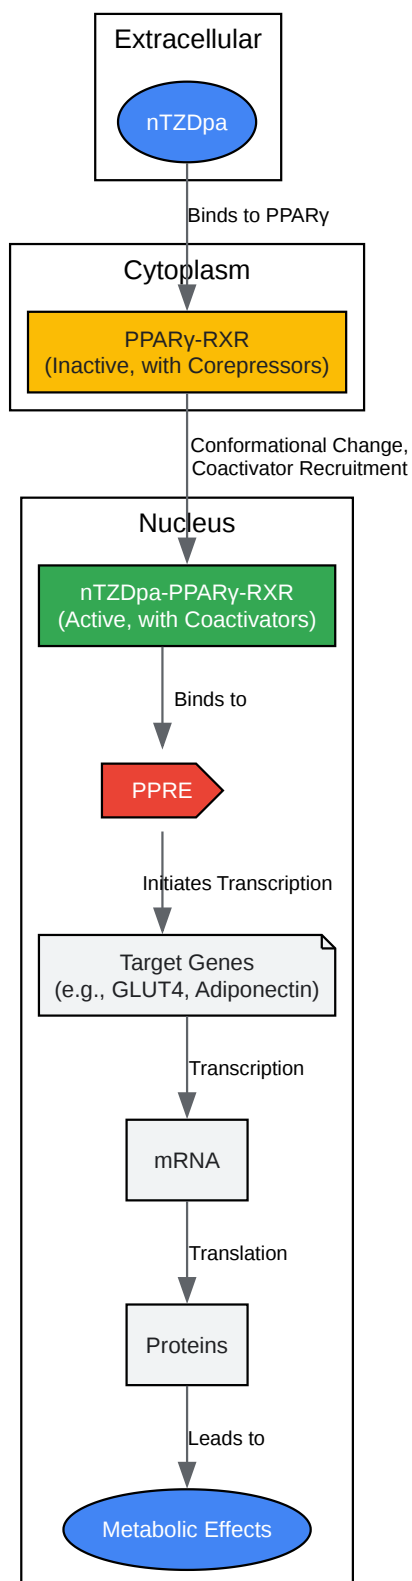 Extracellular
nTZDpa
Binds to PPARγ
Cytoplasm
PPARγ-RXR
(Inactive, with Corepressors)
Conformational Change,
Coactivator Recruitment
Nucleus
nTZDpa-PPARγ-RXR
(Active, with Coactivators)
Binds to
PPRE
Initiates Transcription
Target Genes
(e.g., GLUT4, Adiponectin)
Transcription
mRNA
Translation
Proteins
Leads to
Metabolic Effects